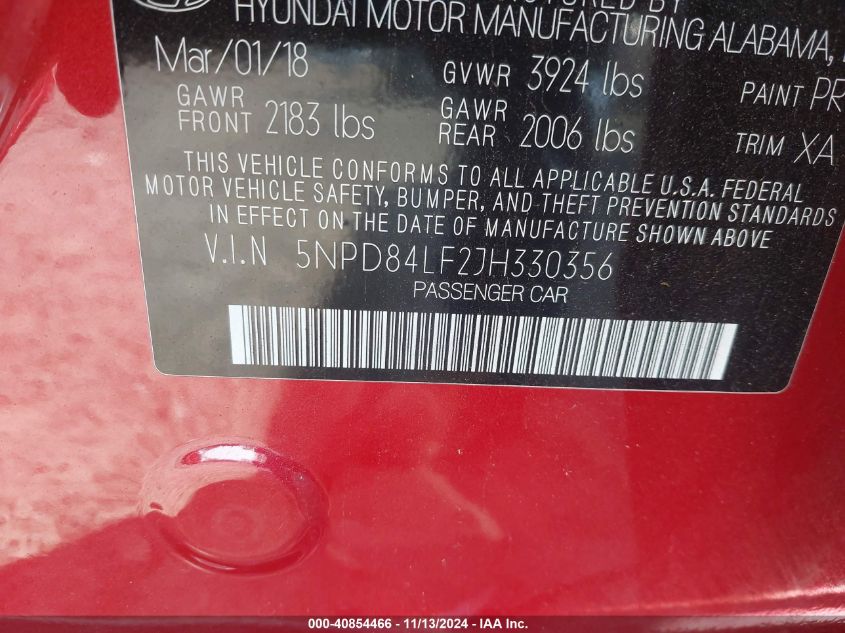 BY
HYUNDAI MOTOR MANUFACTURING ALABAMA,
Mar/01/18 GVWR 3924 lbs PAINT PR
GAWR FRONT 2183 lbs GAWR REAR 2006 lbs TRIM XA
THIS VEHICLE CONFORMS TO ALL APPLICABLE U.S.A. FEDERAL
MOTOR VEHICLE SAFETY, BUMPER, AND THEFT PREVENTION STANDARDS
IN EFFECT ON THE DATE OF MANUFACTURE SHOWN ABOVE
V.I.N 5NPD84LF2JH330356
PASSENGER CAR
000-40854466 - 11/13/2024 - IAA Inc.